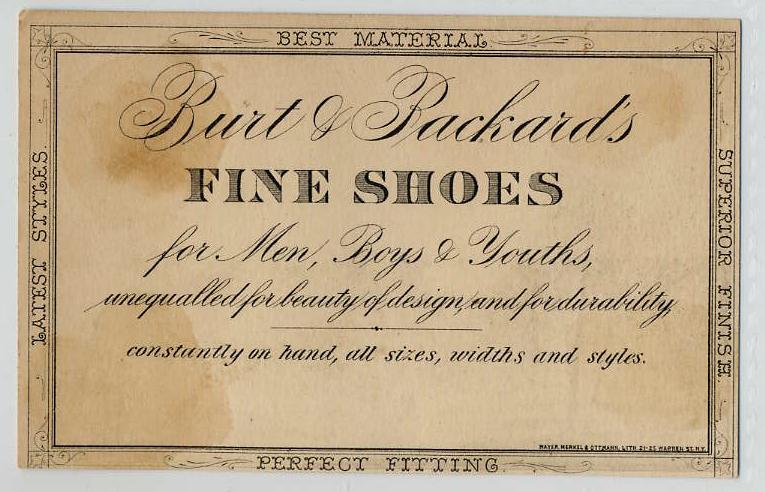 BEST MATERIAL
LATEST STYLES.
SUPERIOR FINISH.
Burt & Packard's
FINE SHOES
for Men, Boys & Youths,
unequalled for beauty of design, and for durability,
constantly on hand, all sizes, widths and styles.
MAYER, MERKEL & OTTMANN, LITH. 21-25 WARREN ST. N.Y.
PERFECT FITTING.